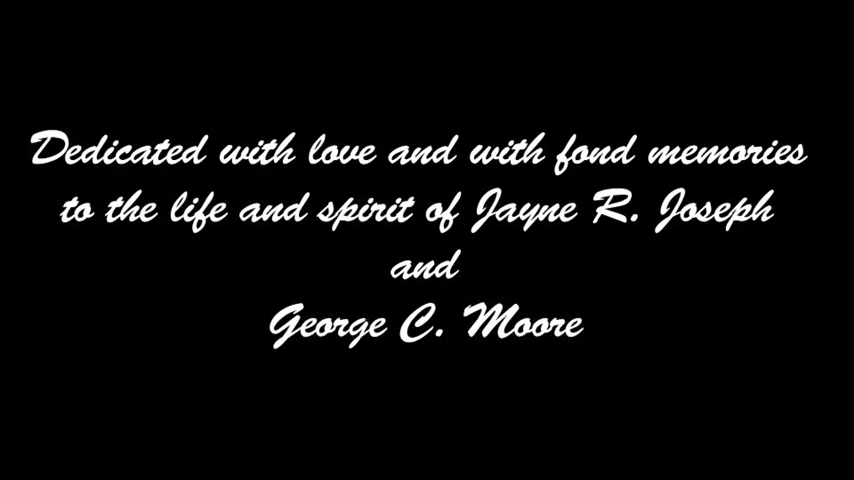 Dedicated with love and with fond memories
to the life and spirit of Jayne R. Joseph
and
George C. Moore